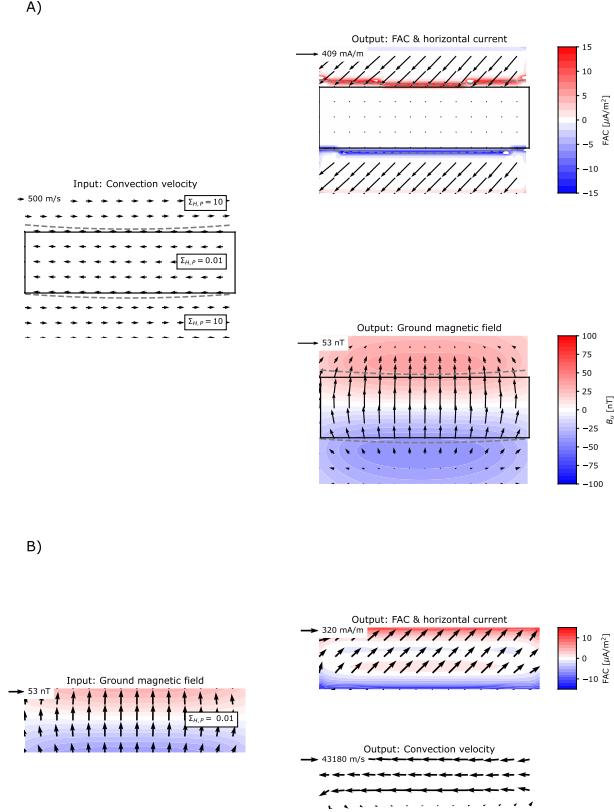 A)
Output: FAC & horizontal current
409 mA/m
15
10
5
0
−5
−10
−15
FAC [μA/m²]
Input: Convection velocity
500 m/s
Σ_{H,P} = 10
Σ_{H,P} = 0.01
Σ_{H,P} = 10
Output: Ground magnetic field
53 nT
100
75
50
25
0
−25
−50
−75
−100
B_u [nT]
B)
Output: FAC & horizontal current
320 mA/m
10
0
−10
FAC [μA/m²]
Input: Ground magnetic field
53 nT
Σ_{H,P} = 0.01
Output: Convection velocity
43180 m/s